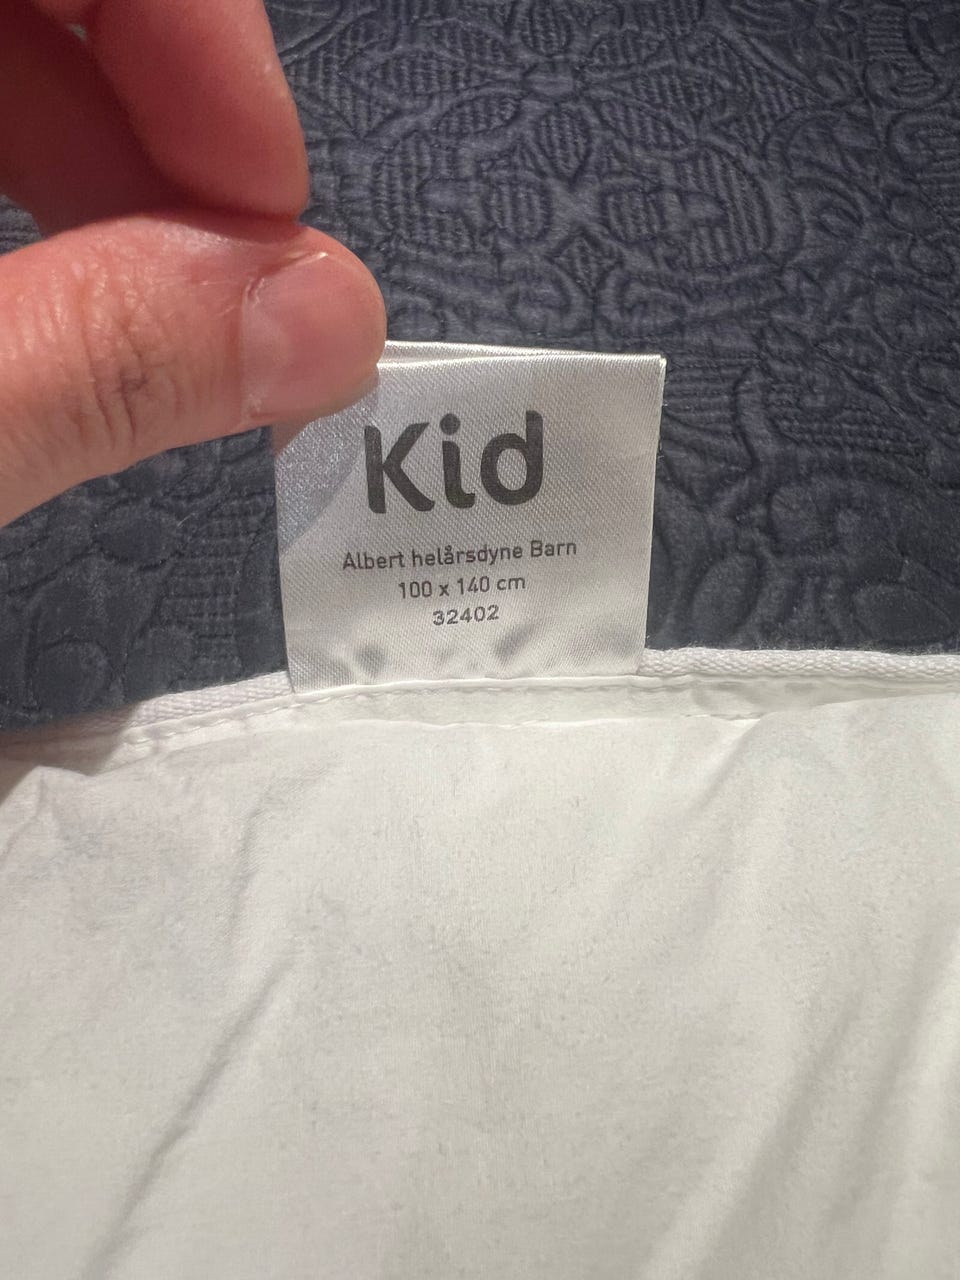 Kid
Albert helårsdyne Barn
100 x 140 cm
32402